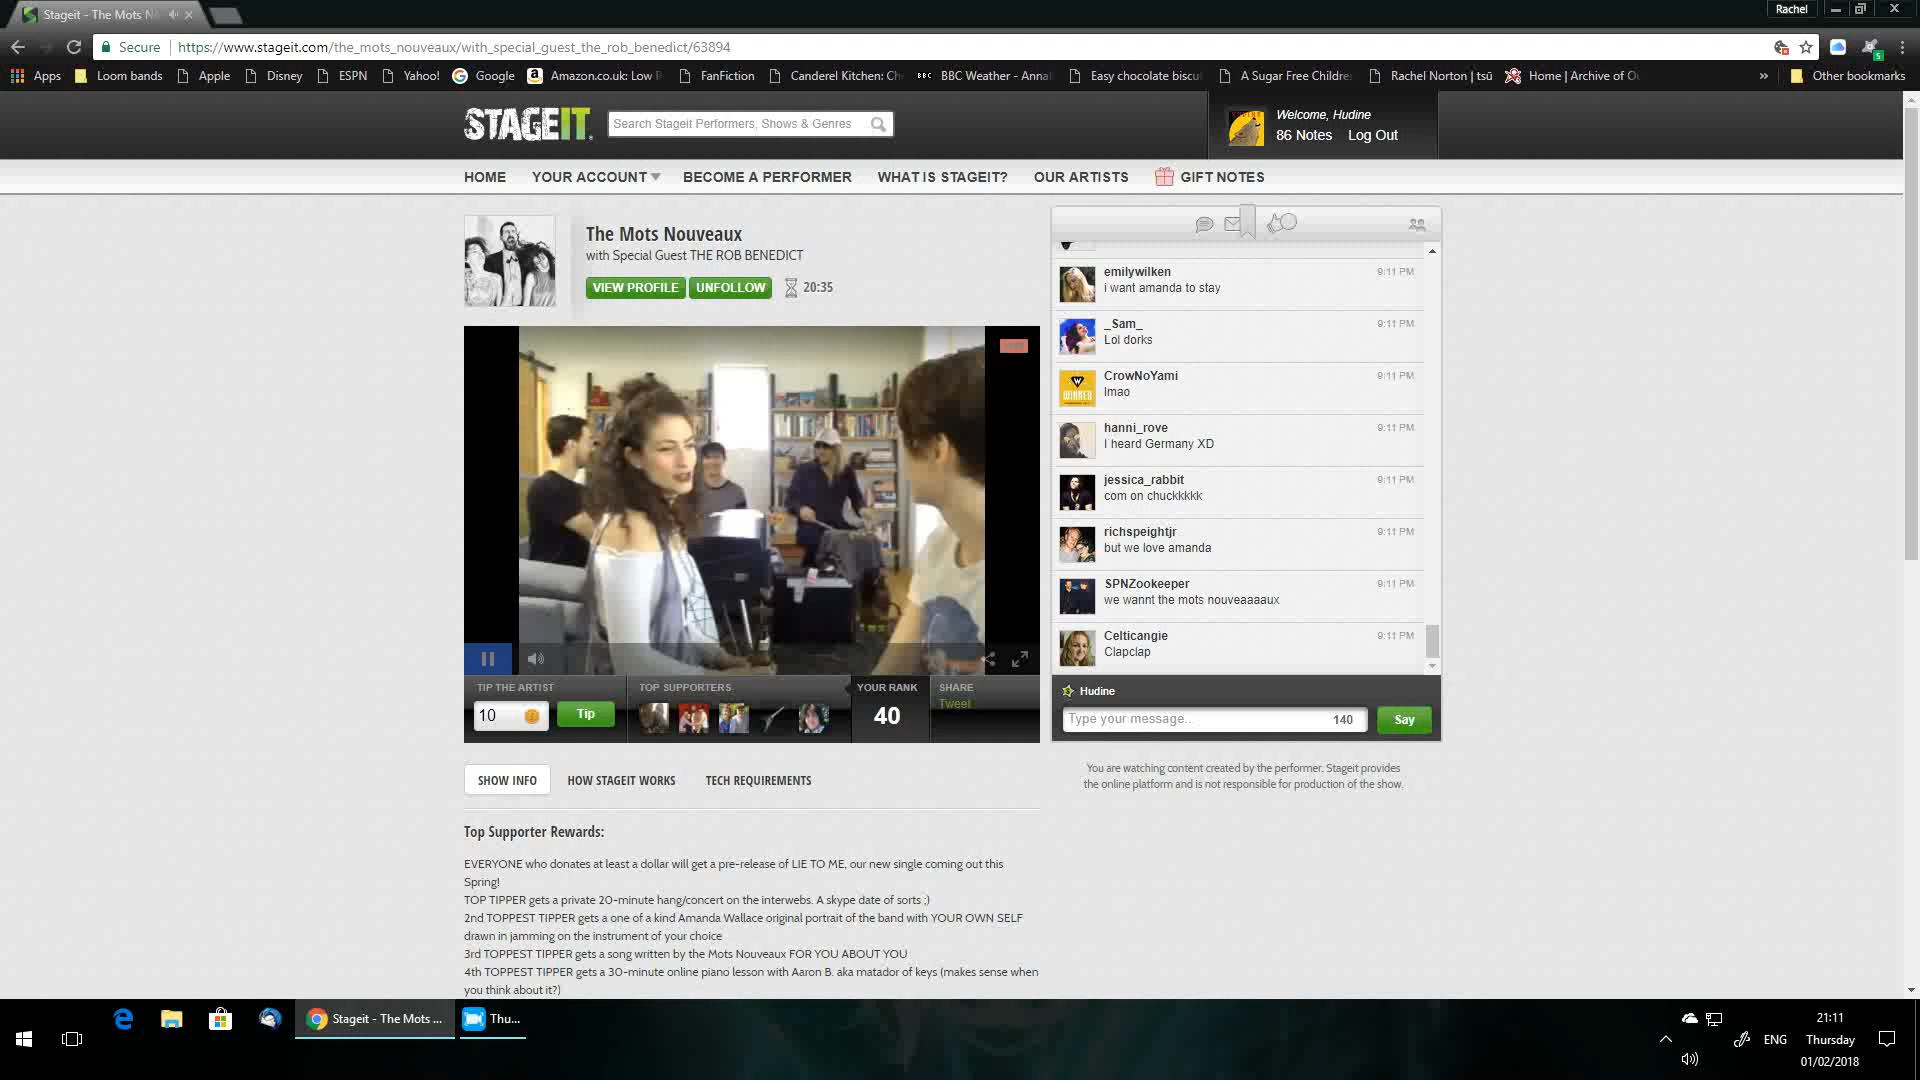 Stageit - The Mots N
Rachel
Secure
https://www.stageit.com/the_mots_nouveaux/with_special_guest_the_rob_benedict/63894
5
Apps
Loom bands
Apple
Disney
ESPN
Yahoo!
Google
Amazon.co.uk: Low P
FanFiction
Canderel Kitchen: Ch
BBC
BBC Weather - Anna
Easy chocolate biscu
A Sugar Free Childre
Rachel Norton | tsū
Home | Archive of Ou
»
Other bookmarks
STAGEIT.
Search Stageit Performers, Shows & Genres
Welcome, Hudine
86 Notes
Log Out
HOME
YOUR ACCOUNT
BECOME A PERFORMER
WHAT IS STAGEIT?
OUR ARTISTS
GIFT NOTES
The Mots Nouveaux
with Special Guest THE ROB BENEDICT
VIEW PROFILE
UNFOLLOW
20:35
TIP THE ARTIST
10
Tip
TOP SUPPORTERS
YOUR RANK
40
SHARE
Tweet
emilywilken
9:11 PM
i want amanda to stay
_Sam_
9:11 PM
Lol dorks
CrowNoYami
9:11 PM
lmao
WINNER
hanni_rove
9:11 PM
I heard Germany XD
jessica_rabbit
9:11 PM
com on chuckkkkk
richspeightjr
9:11 PM
but we love amanda
SPNZookeeper
9:11 PM
we wannt the mots nouveaaaaux
Celticangie
9:11 PM
Clapclap
Hudine
Type your message..
140
Say
You are watching content created by the performer. Stageit provides
the online platform and is not responsible for production of the show.
SHOW INFO
HOW STAGEIT WORKS
TECH REQUIREMENTS
Top Supporter Rewards:
EVERYONE who donates at least a dollar will get a pre-release of LIE TO ME, our new single coming out this
Spring!
TOP TIPPER gets a private 20-minute hang/concert on the interwebs. A skype date of sorts ;)
2nd TOPPEST TIPPER gets a one of a kind Amanda Wallace original portrait of the band with YOUR OWN SELF
drawn in jamming on the instrument of your choice
3rd TOPPEST TIPPER gets a song written by the Mots Nouveaux FOR YOU ABOUT YOU
4th TOPPEST TIPPER gets a 30-minute online piano lesson with Aaron B. aka matador of keys (makes sense when
you think about it?)
Stageit - The Mots ...
Thu...
ENG
21:11
Thursday
01/02/2018